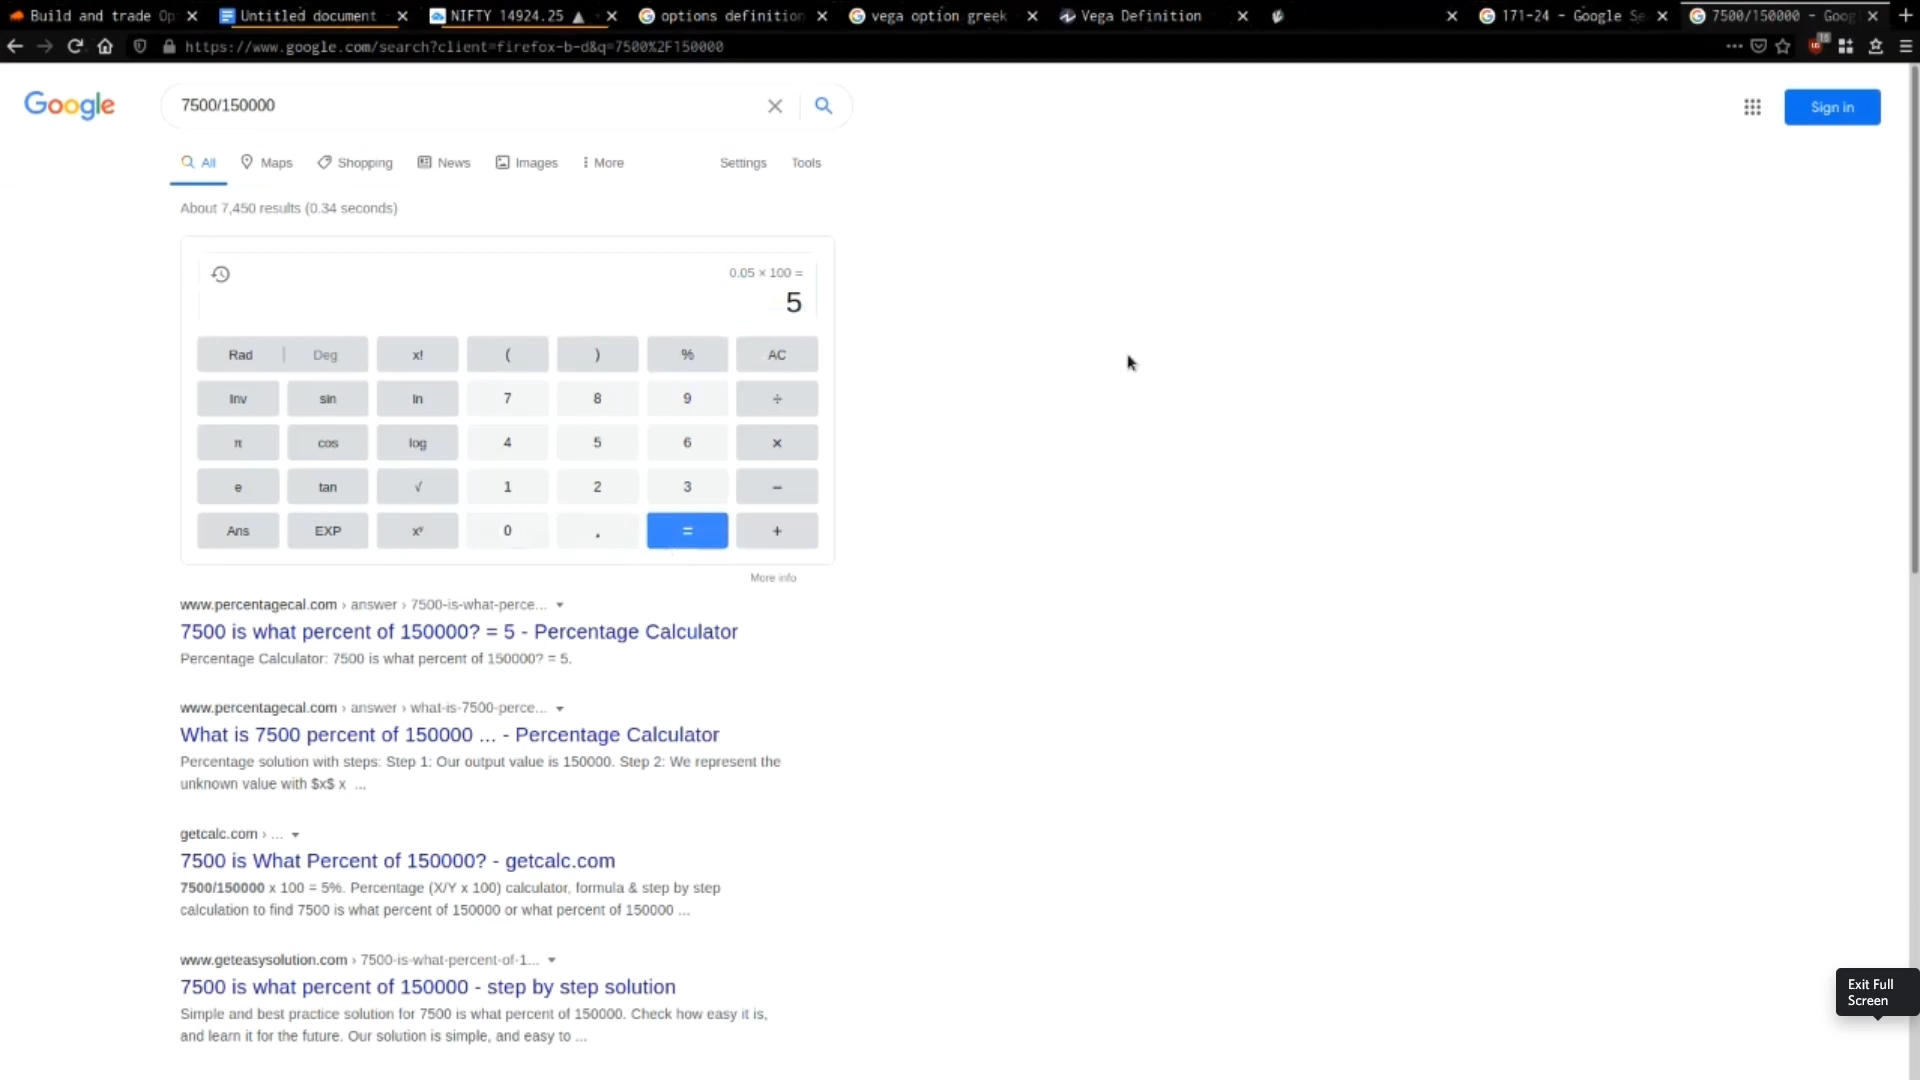 Build and trade Op
Untitled document
NIFTY 14924.25 ▲
options definition
vega option greek
Vega Definition
171-24 - Google Se
7500/150000 - Goog
https://www.google.com/search?client=firefox-b-d&q=7500%2F150000
Google
7500/150000
Sign in
All
Maps
Shopping
News
Images
More
Settings
Tools
About 7,450 results (0.34 seconds)
0.05 × 100 =
5
Rad | Deg x! ( ) % AC
Inv sin ln 7 8 9 ÷
π cos log 4 5 6 ×
e tan √ 1 2 3 −
Ans EXP xʸ 0 . = +
More info
www.percentagecal.com › answer › 7500-is-what-perce...
7500 is what percent of 150000? = 5 - Percentage Calculator
Percentage Calculator: 7500 is what percent of 150000? = 5.
www.percentagecal.com › answer › what-is-7500-perce...
What is 7500 percent of 150000 ... - Percentage Calculator
Percentage solution with steps: Step 1: Our output value is 150000. Step 2: We represent the
unknown value with $x$ x ...
getcalc.com › ...
7500 is What Percent of 150000? - getcalc.com
7500/150000 x 100 = 5%. Percentage (X/Y x 100) calculator, formula & step by step
calculation to find 7500 is what percent of 150000 or what percent of 150000 ...
www.geteasysolution.com › 7500-is-what-percent-of-1...
7500 is what percent of 150000 - step by step solution
Simple and best practice solution for 7500 is what percent of 150000. Check how easy it is,
and learn it for the future. Our solution is simple, and easy to ...
Exit Full
Screen